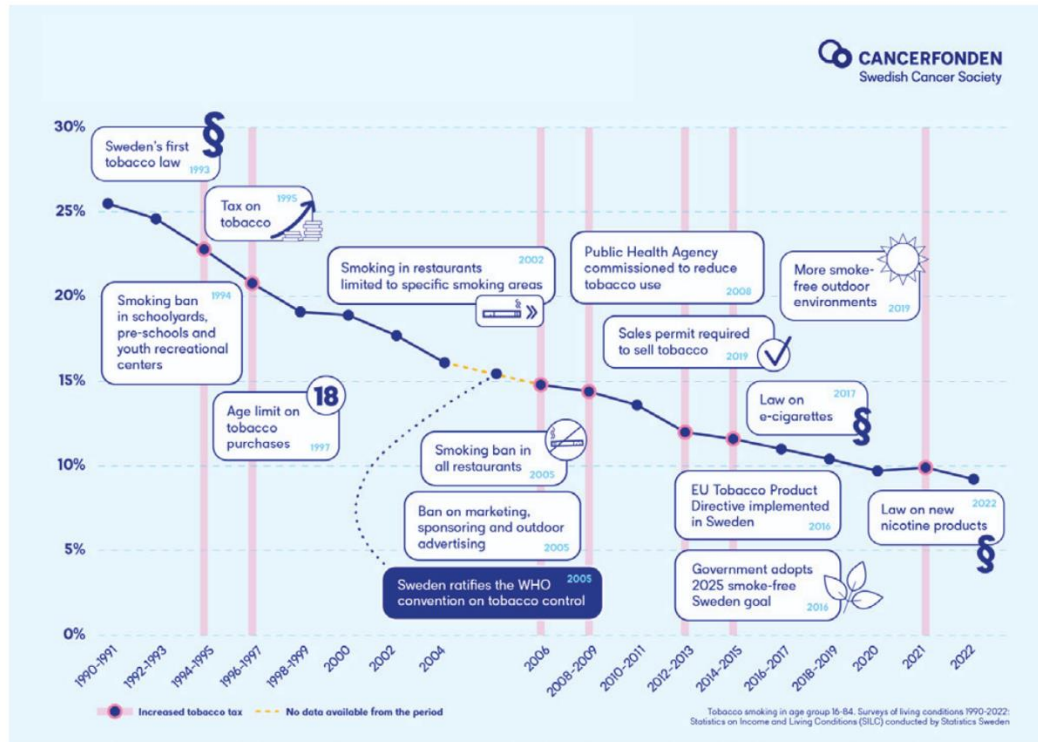 CANCERFONDEN
Swedish Cancer Society
30%
25%
20%
15%
10%
5%
0%
Sweden's first
tobacco law
1993
§
Tax on
tobacco
1995
Smoking ban
in schoolyards,
pre-schools and
youth recreational
centers
1994
Age limit on
tobacco
purchases
1997
18
Smoking in restaurants
limited to specific smoking areas
2002
Smoking ban in
all restaurants
2005
Ban on marketing,
sponsoring and outdoor
advertising
2005
Sweden ratifies the WHO
convention on tobacco control
2005
Public Health Agency
commissioned to reduce
tobacco use
2008
Sales permit required
to sell tobacco
2019
More smoke-
free outdoor
environments
2019
Law on
e-cigarettes
2017
§
EU Tobacco Product
Directive implemented
in Sweden
2016
Government adopts
2025 smoke-free
Sweden goal
2016
Law on new
nicotine products
2022
§
1990-1991
1992-1993
1994-1995
1996-1997
1998-1999
2000
2002
2004
2006
2008-2009
2010-2011
2012-2013
2014-2015
2016-2017
2018-2019
2020
2021
2022
Increased tobacco tax
No data available from the period
Tobacco smoking in age group 16-84. Surveys of living conditions 1990-2022:
Statistics on Income and Living Conditions (SILC) conducted by Statistics Sweden